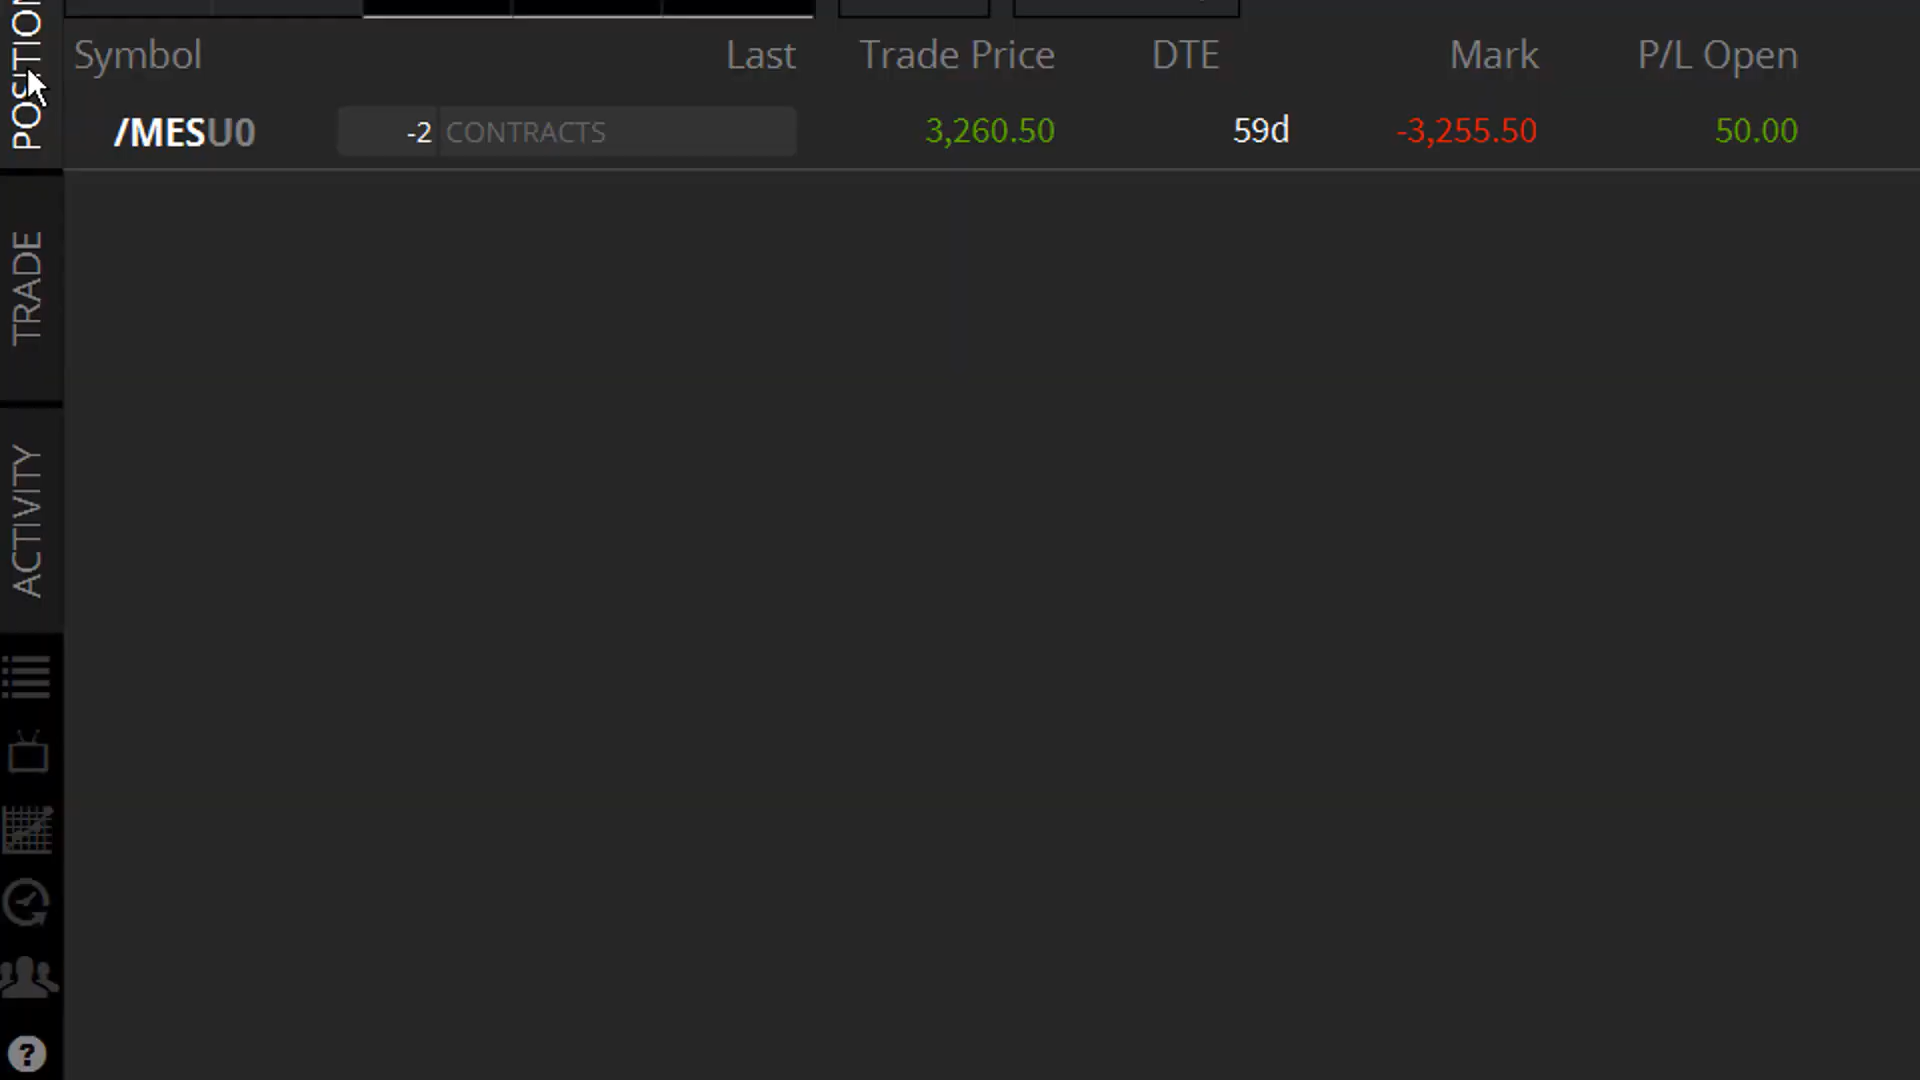 Symbol Last Trade Price DTE Mark P/L Open
/MESU0 -2 CONTRACTS 3,260.50 59d -3,255.50 50.00
POSITION
TRADE
ACTIVITY
?